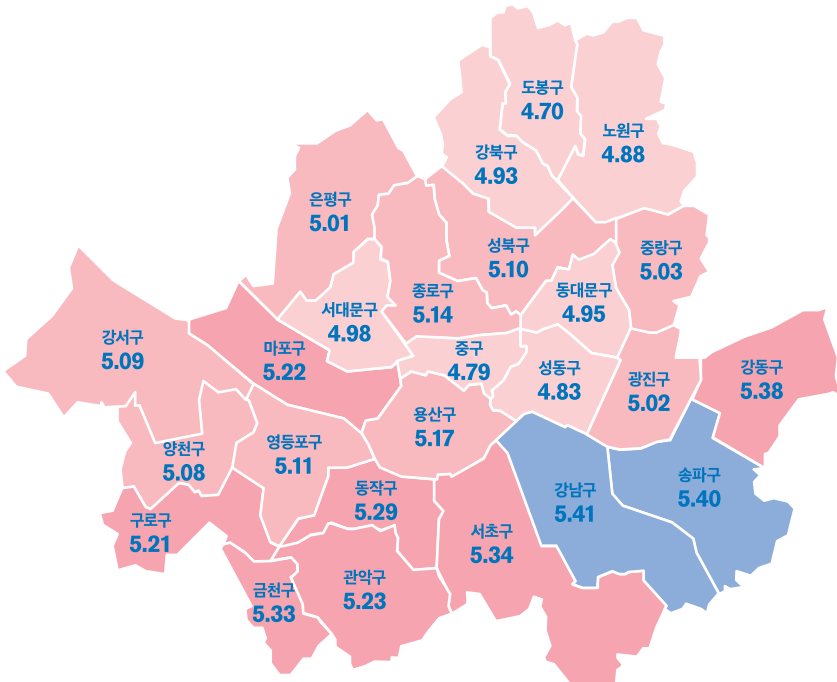 도봉구
4.70
노원구
4.88
강북구
4.93
은평구
5.01
성북구
5.10
중랑구
5.03
종로구
5.14
동대문구
4.95
서대문구
4.98
강서구
5.09
마포구
5.22
중구
4.79
성동구
4.83
광진구
5.02
강동구
5.38
용산구
5.17
양천구
5.08
영등포구
5.11
송파구
5.40
강남구
5.41
동작구
5.29
구로구
5.21
서초구
5.34
금천구
5.33
관악구
5.23